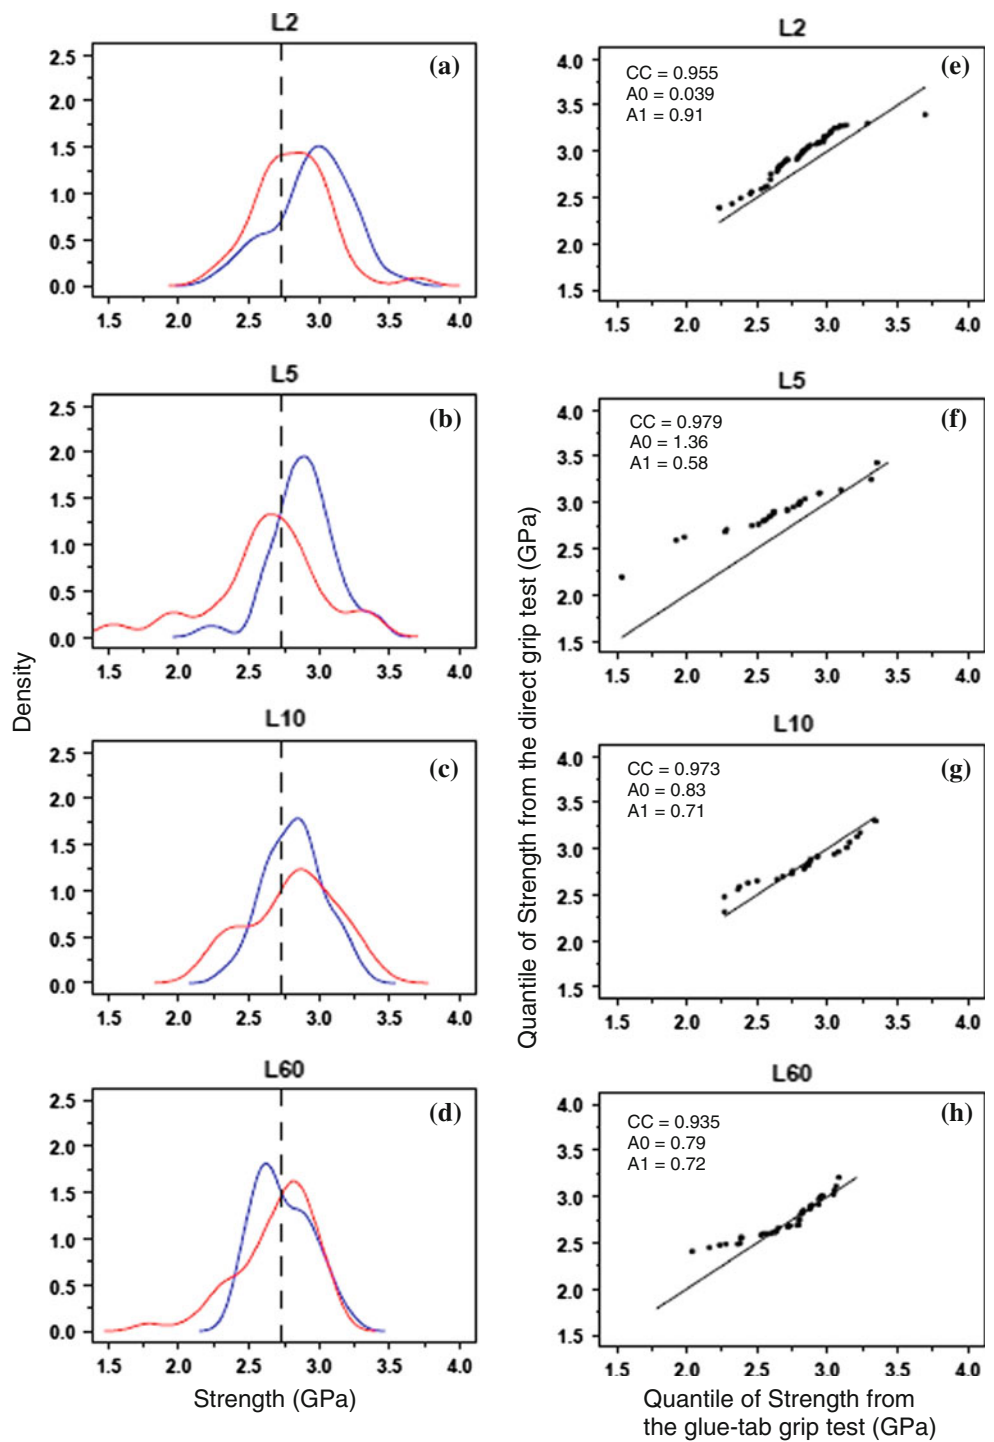 L2
(a)
2.5
2.0
1.5
1.0
0.5
0.0
1.5 2.0 2.5 3.0 3.5 4.0
L2
(e)
CC = 0.955
A0 = 0.039
A1 = 0.91
4.0
3.5
3.0
2.5
2.0
1.5
1.5 2.0 2.5 3.0 3.5 4.0
L5
(b)
2.5
2.0
1.5
1.0
0.5
0.0
1.5 2.0 2.5 3.0 3.5 4.0
L5
(f)
CC = 0.979
A0 = 1.36
A1 = 0.58
4.0
3.5
3.0
2.5
2.0
1.5
1.5 2.0 2.5 3.0 3.5 4.0
L10
(c)
2.5
2.0
1.5
1.0
0.5
0.0
1.5 2.0 2.5 3.0 3.5 4.0
L10
(g)
CC = 0.973
A0 = 0.83
A1 = 0.71
4.0
3.5
3.0
2.5
2.0
1.5
1.5 2.0 2.5 3.0 3.5 4.0
L60
(d)
2.5
2.0
1.5
1.0
0.5
0.0
1.5 2.0 2.5 3.0 3.5 4.0
L60
(h)
CC = 0.935
A0 = 0.79
A1 = 0.72
4.0
3.5
3.0
2.5
2.0
1.5
1.5 2.0 2.5 3.0 3.5 4.0
Density
Strength (GPa)
Quantile of Strength from the direct grip test (GPa)
Quantile of Strength from
the glue-tab grip test (GPa)